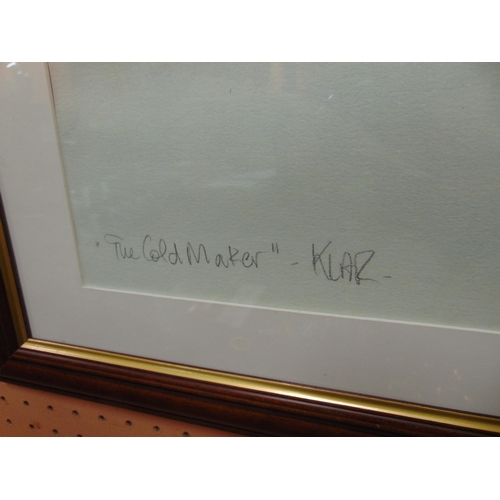 "The Cold Maker" - KLAR -